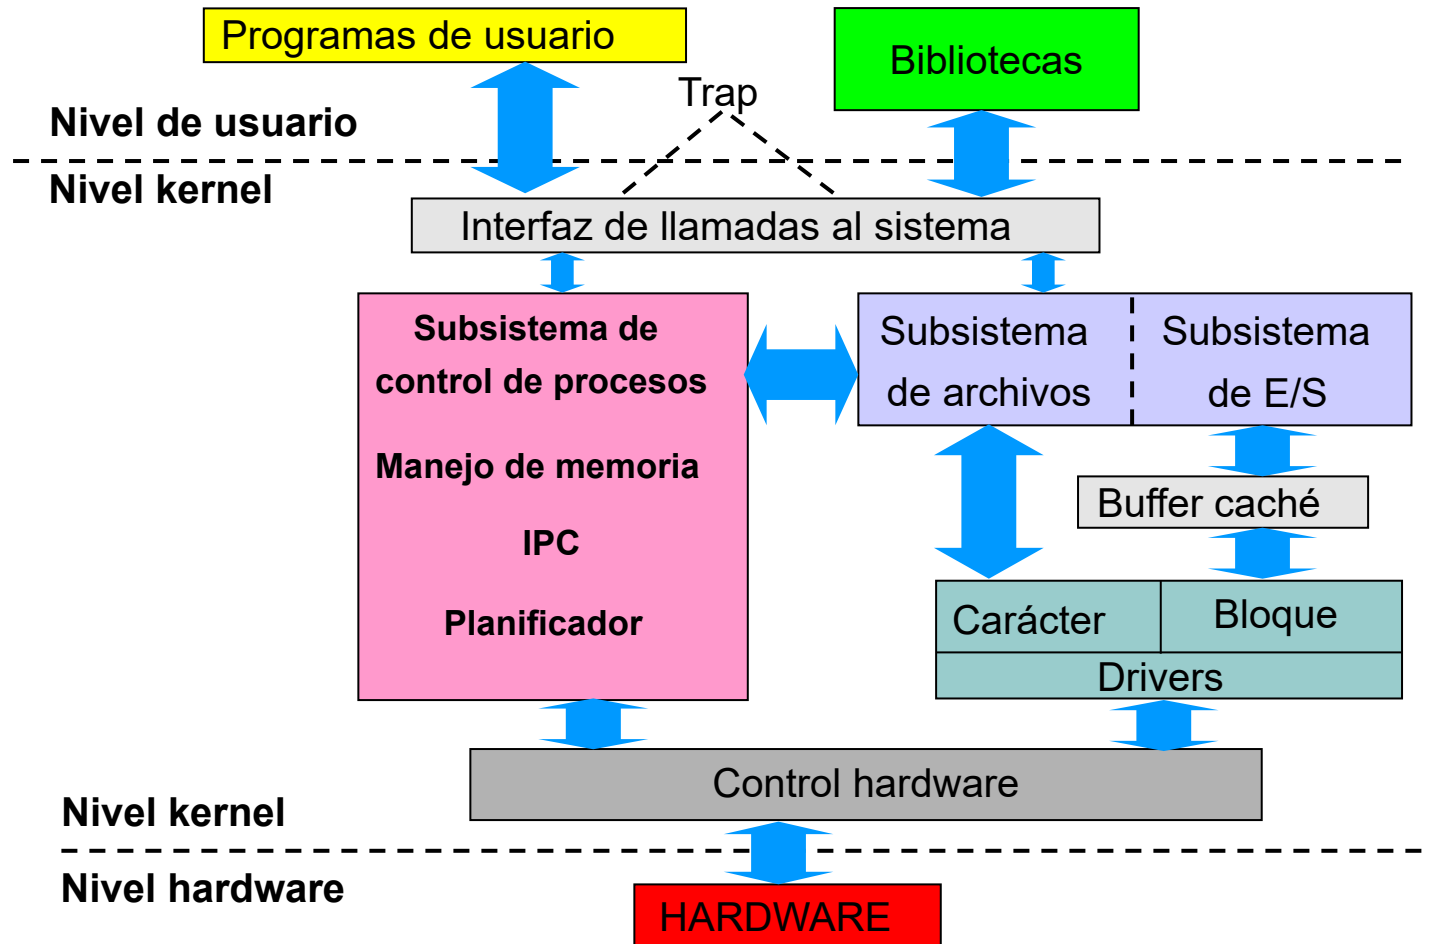 Programas de usuario
Bibliotecas
Trap
Nivel de usuario
Nivel kernel
Interfaz de llamadas al sistema
Subsistema de
control de procesos
Manejo de memoria
IPC
Planificador
Subsistema
de archivos
Subsistema
de E/S
Buffer caché
Carácter
Bloque
Drivers
Control hardware
Nivel kernel
Nivel hardware
HARDWARE